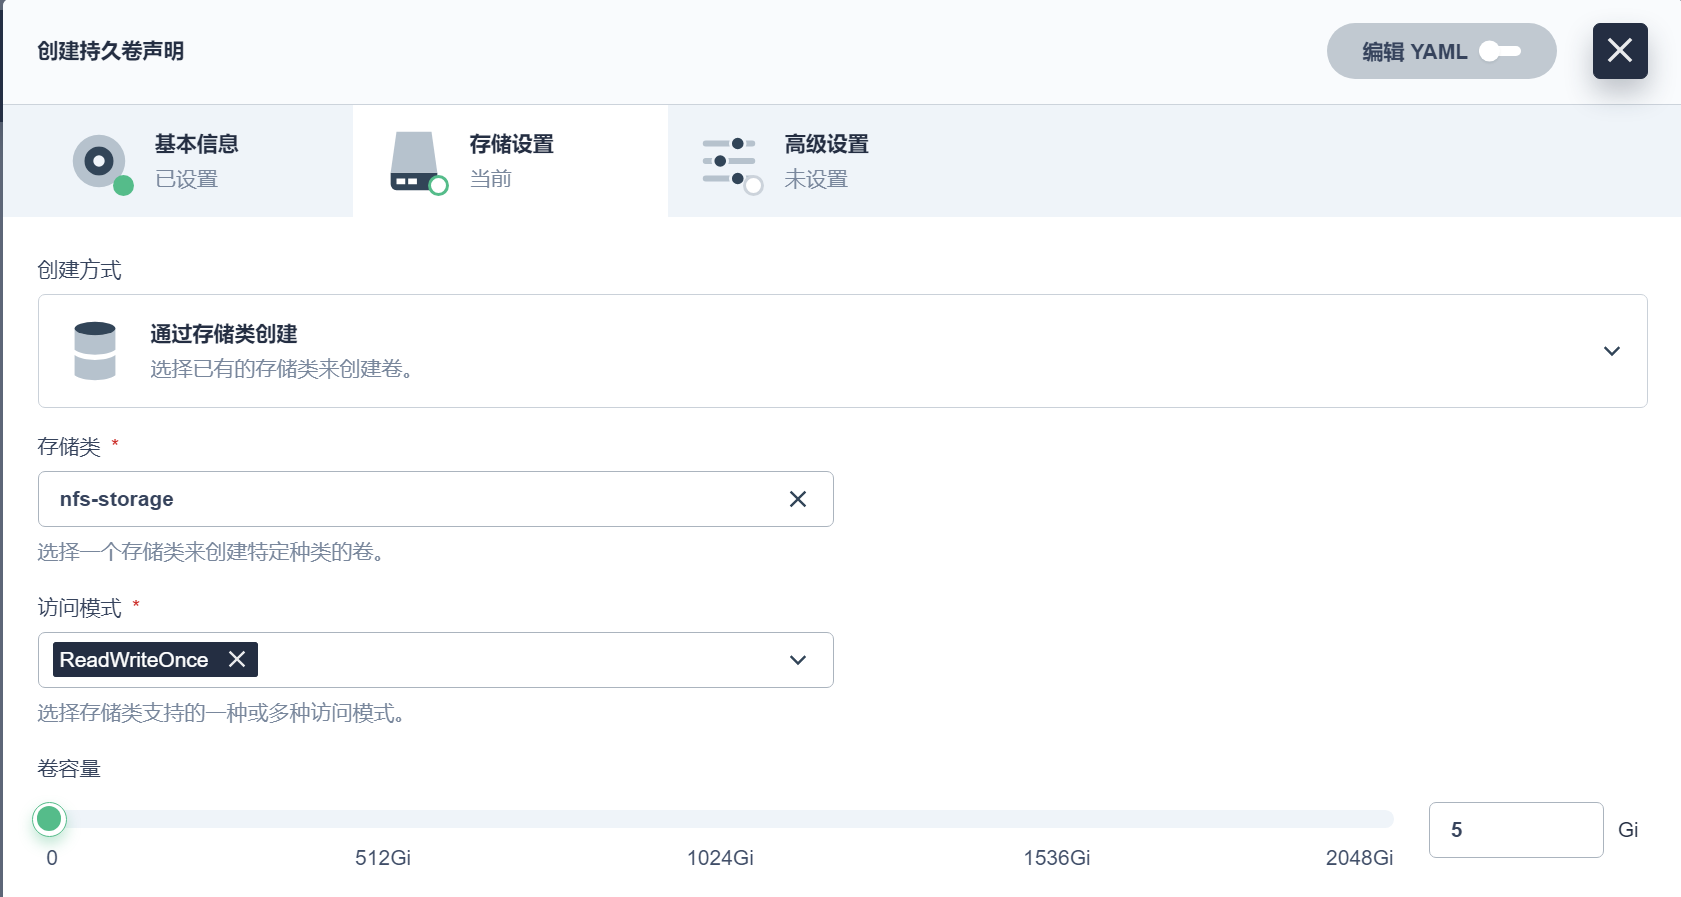 创建持久卷声明
编辑 YAML
基本信息
已设置
存储设置
当前
高级设置
未设置
创建方式
通过存储类创建
选择已有的存储类来创建卷。
存储类 *
nfs-storage
选择一个存储类来创建特定种类的卷。
访问模式 *
ReadWriteOnce
选择存储类支持的一种或多种访问模式。
卷容量
0 512Gi 1024Gi 1536Gi 2048Gi
5 Gi